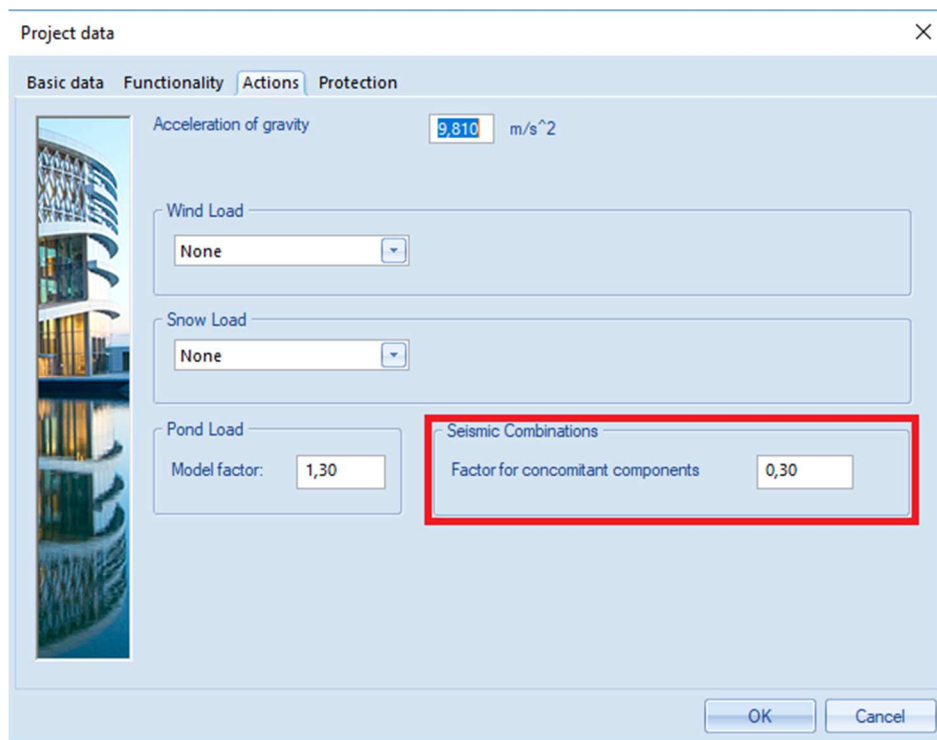 Project data
Basic data Functionality Actions Protection
Acceleration of gravity 9,810 m/s^2
Wind Load
None
Snow Load
None
Pond Load
Model factor: 1,30
Seismic Combinations
Factor for concomitant components 0,30
OK Cancel